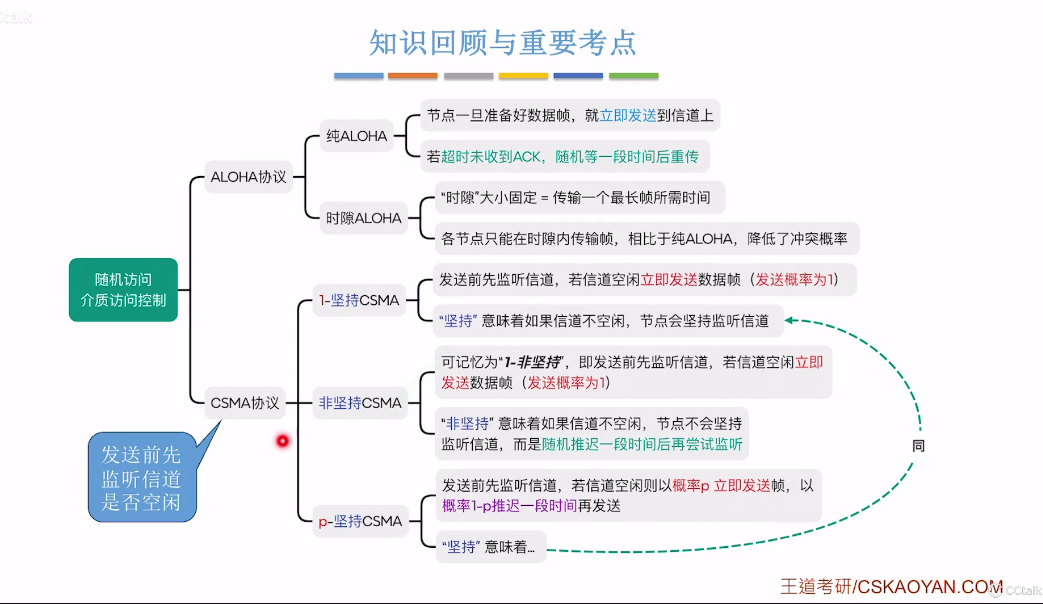 知识回顾与重要考点
节点一旦准备好数据帧，就立即发送到信道上
纯ALOHA
若超时未收到ACK，随机等一段时间后重传
ALOHA协议
“时隙”大小固定 = 传输一个最长帧所需时间
时隙ALOHA
各节点只能在时隙内传输帧，相比于纯ALOHA，降低了冲突概率
随机访问
介质访问控制
发送前先监听信道，若信道空闲立即发送数据帧（发送概率为1）
1-坚持CSMA
“坚持” 意味着如果信道不空闲，节点会坚持监听信道
可记忆为“1-非坚持”，即发送前先监听信道，若信道空闲立即
发送数据帧（发送概率为1）
CSMA协议
非坚持CSMA
“非坚持” 意味着如果信道不空闲，节点不会坚持
监听信道，而是随机推迟一段时间后再尝试监听
同
发送前先
监听信道
是否空闲
发送前先监听信道，若信道空闲则以概率p 立即发送帧，以
概率1-p推迟一段时间再发送
p-坚持CSMA
“坚持” 意味着...
王道考研/CSKAOYAN.COM
CCtalk